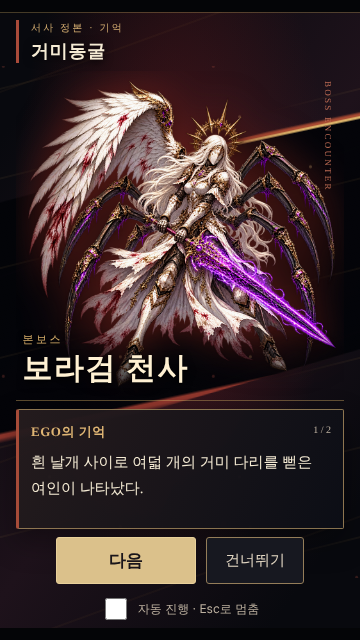 서사 정본 · 기억
거미동굴
BOSS ENCOUNTER
본보스
보라검 천사
EGO의 기억
1 / 2
흰 날개 사이로 여덟 개의 거미 다리를 뻗은
여인이 나타났다.
다음
건너뛰기
자동 진행 · Esc로 멈춤